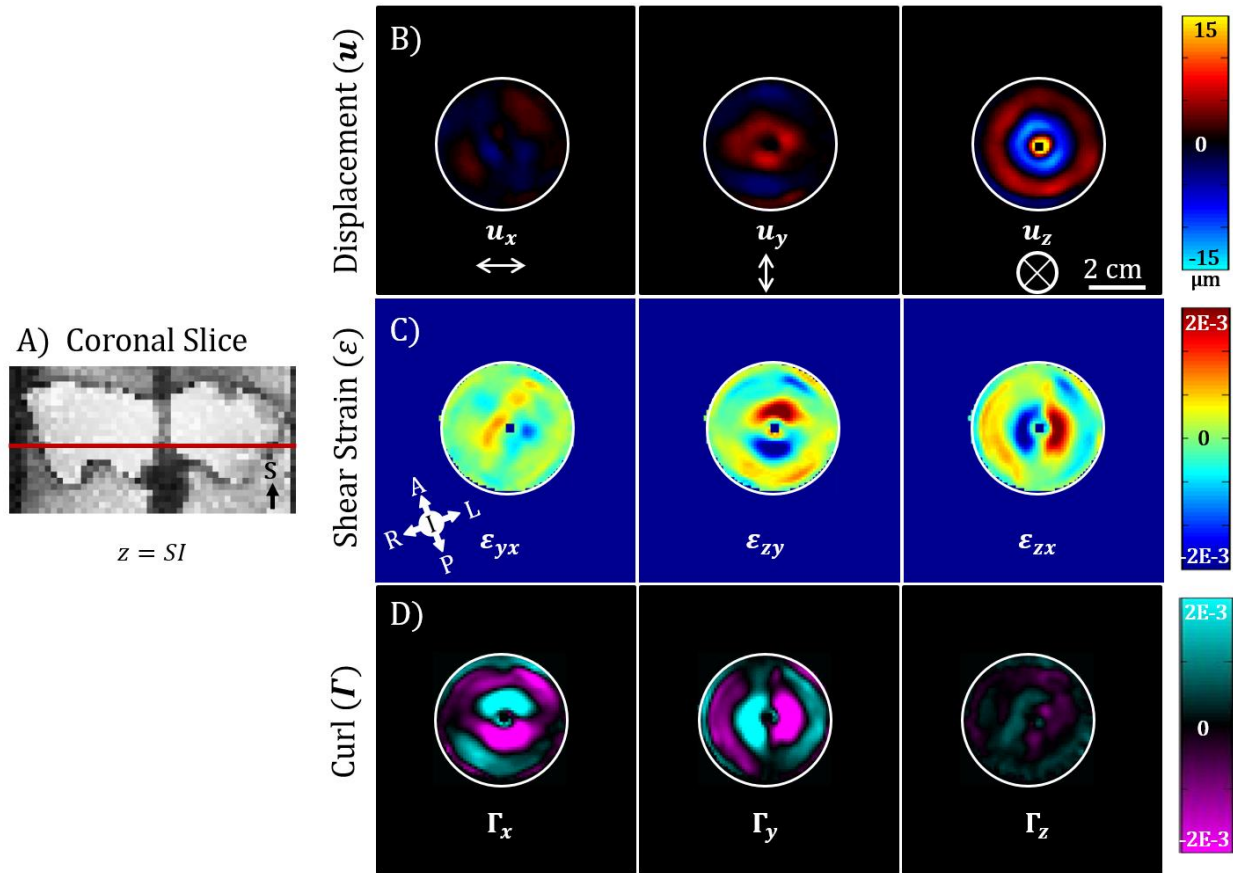 B)
Displacement (u)
u_x
u_y
u_z
2 cm
15
0
-15
μm
A) Coronal Slice
S
z = SI
C)
Shear Strain (ε)
A
L
I
R
P
ε_yx
ε_zy
ε_zx
2E-3
0
-2E-3
D)
Curl (Γ)
Γ_x
Γ_y
Γ_z
2E-3
0
-2E-3